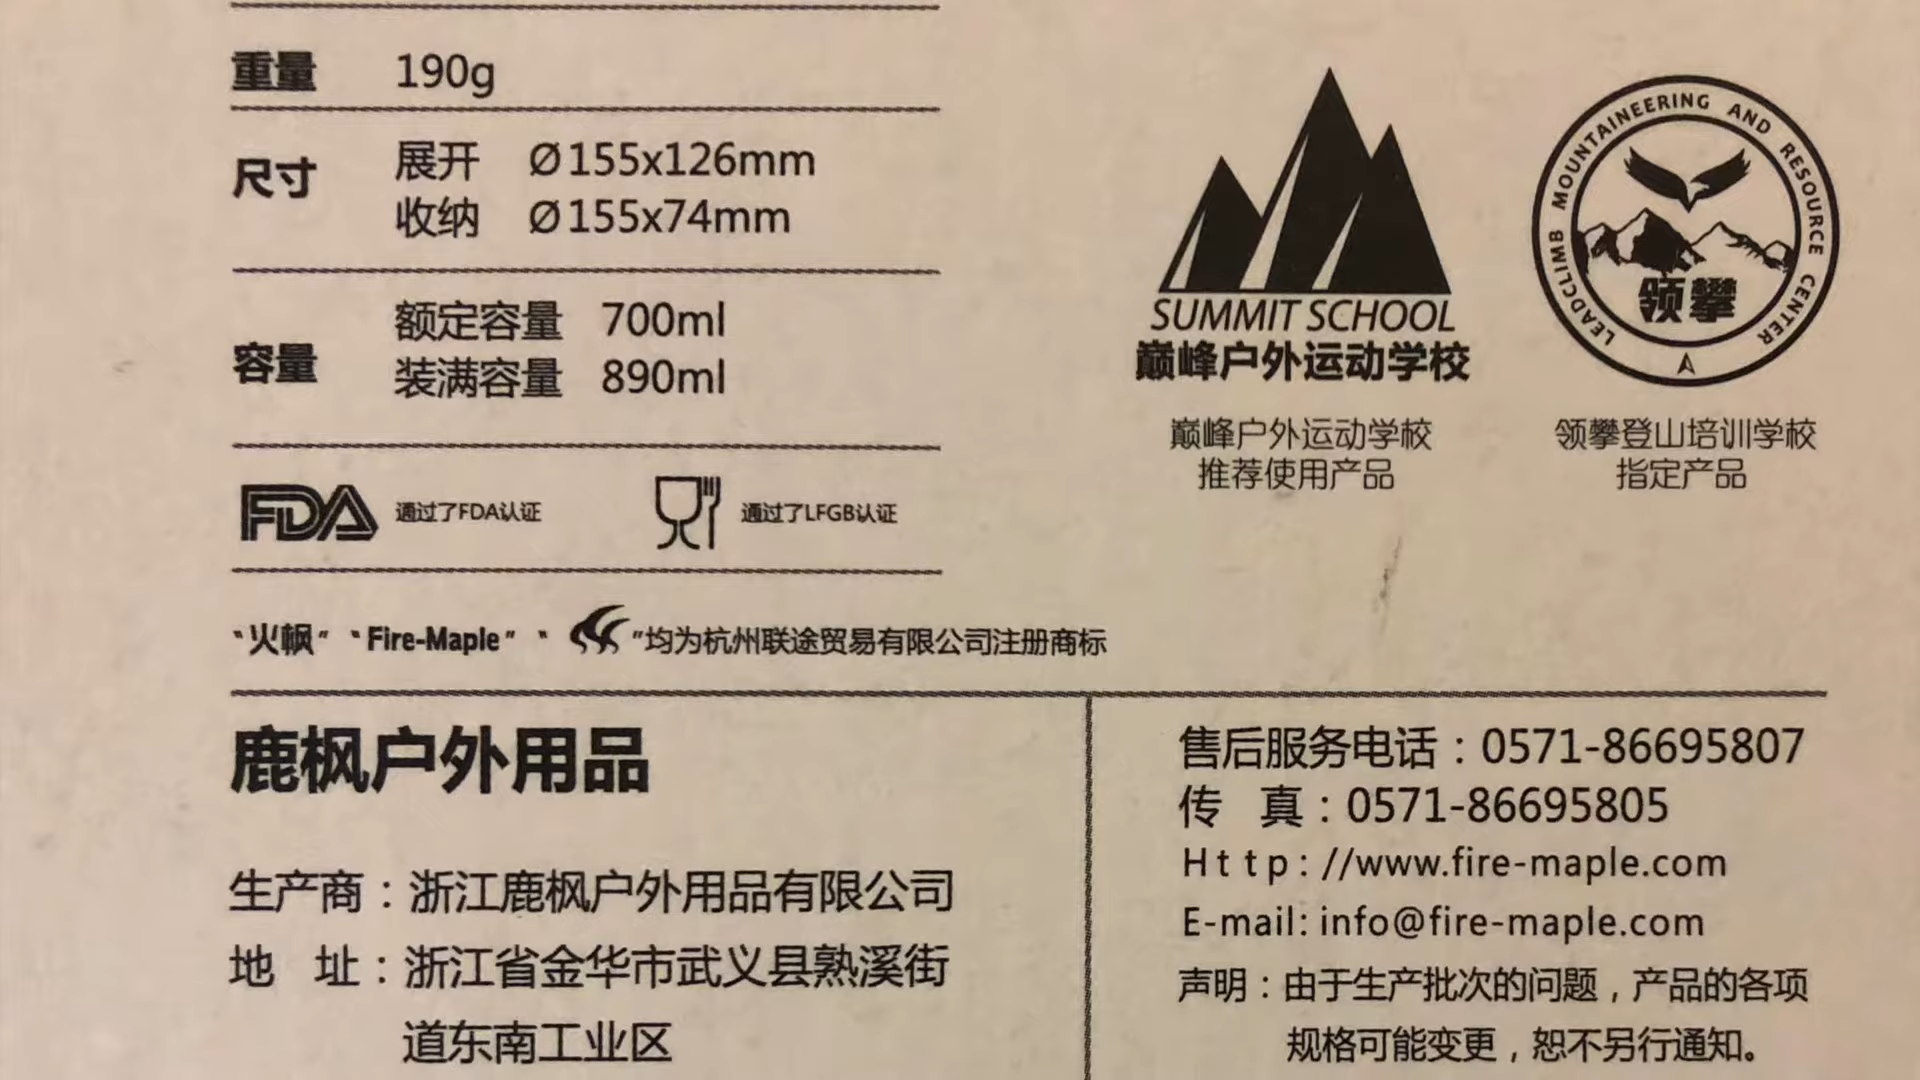 重量 190g
尺寸
展开 Ø155x126mm
收纳 Ø155x74mm
容量
额定容量 700ml
装满容量 890ml
FDA 通过了FDA认证 通过了LFGB认证
SUMMIT SCHOOL
巅峰户外运动学校
巅峰户外运动学校
推荐使用产品
LEADCLIMB MOUNTAINEERING AND RESOURCE CENTER
领攀
领攀登山培训学校
指定产品
“火枫” “Fire-Maple” “ ”均为杭州联途贸易有限公司注册商标
鹿枫户外用品
生产商：浙江鹿枫户外用品有限公司
地 址：浙江省金华市武义县熟溪街
道东南工业区
售后服务电话：0571-86695807
传 真：0571-86695805
Http://www.fire-maple.com
E-mail: info@fire-maple.com
声明：由于生产批次的问题，产品的各项
规格可能变更，恕不另行通知。